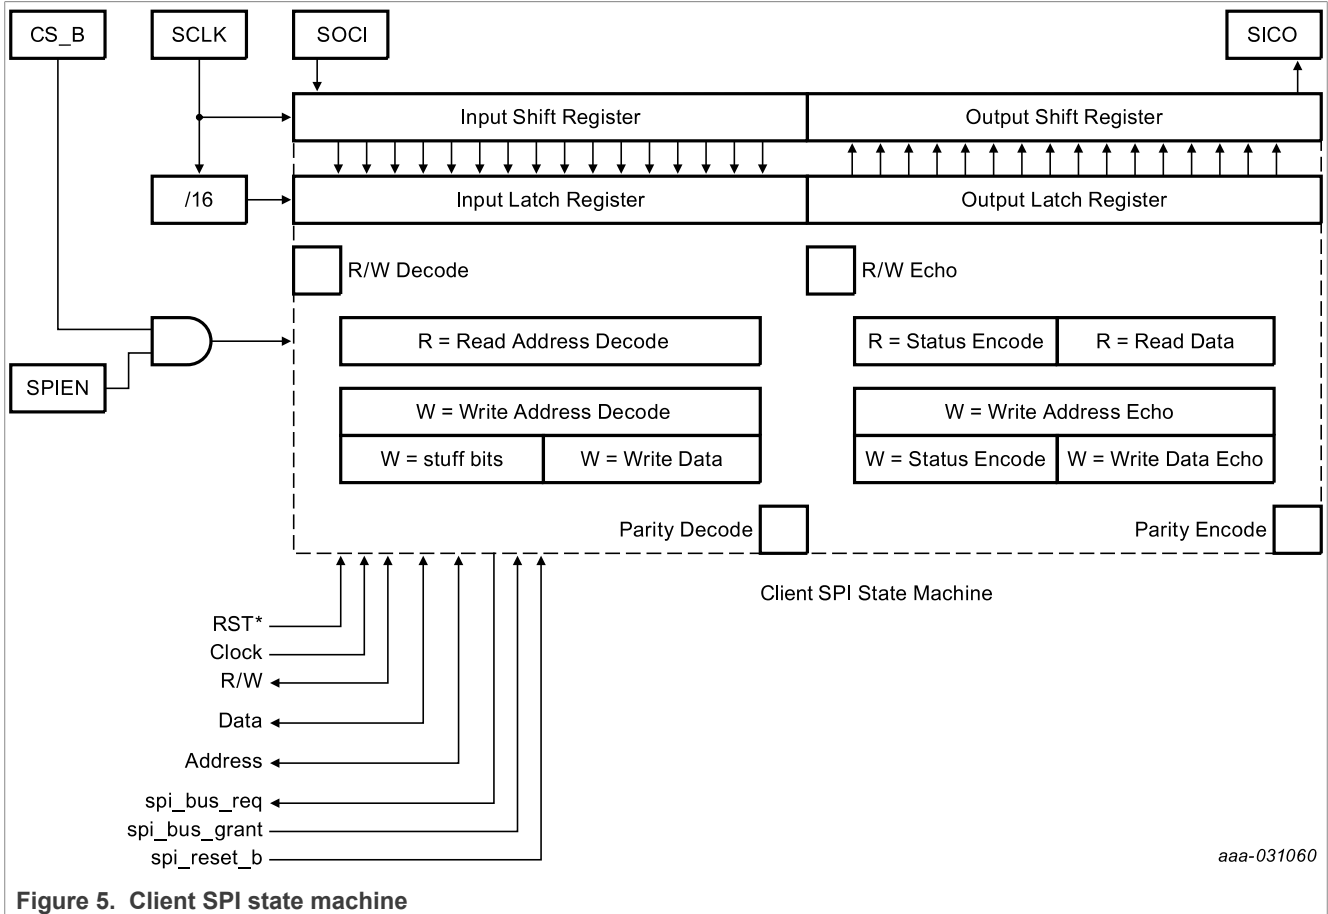 CS_B SCLK SOCI SICO
Input Shift Register Output Shift Register
/16 Input Latch Register Output Latch Register
R/W Decode R/W Echo
R = Read Address Decode R = Status Encode R = Read Data
SPIEN
W = Write Address Decode W = Write Address Echo
W = stuff bits W = Write Data W = Status Encode W = Write Data Echo
Parity Decode Parity Encode
Client SPI State Machine
RST*
Clock
R/W
Data
Address
spi_bus_req
spi_bus_grant
spi_reset_b
aaa-031060
Figure 5. Client SPI state machine